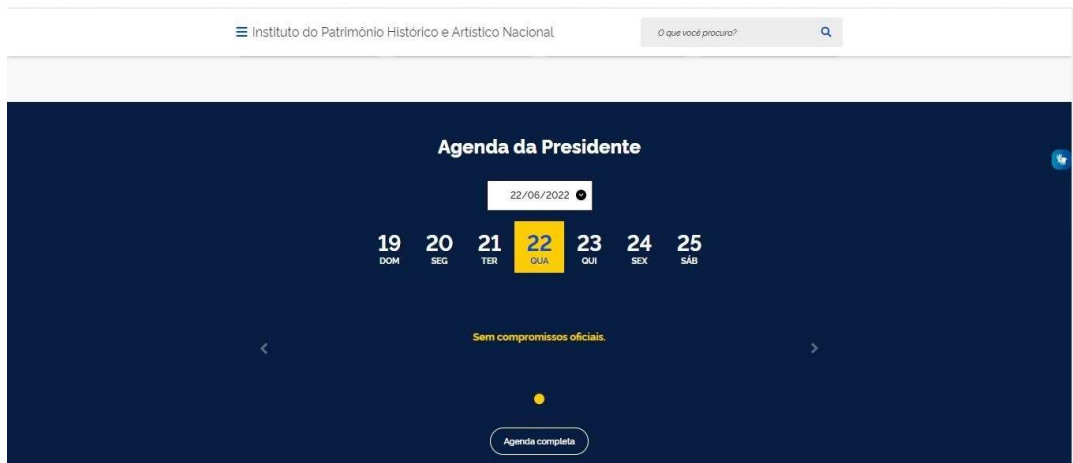 Instituto do Patrimônio Histórico e Artístico Nacional
O que você procura?
Agenda da Presidente
22/06/2022
19 20 21 22 23 24 25
DOM SEG TER QUA QUI SEX SÁB
Sem compromissos oficiais.
Agenda completa